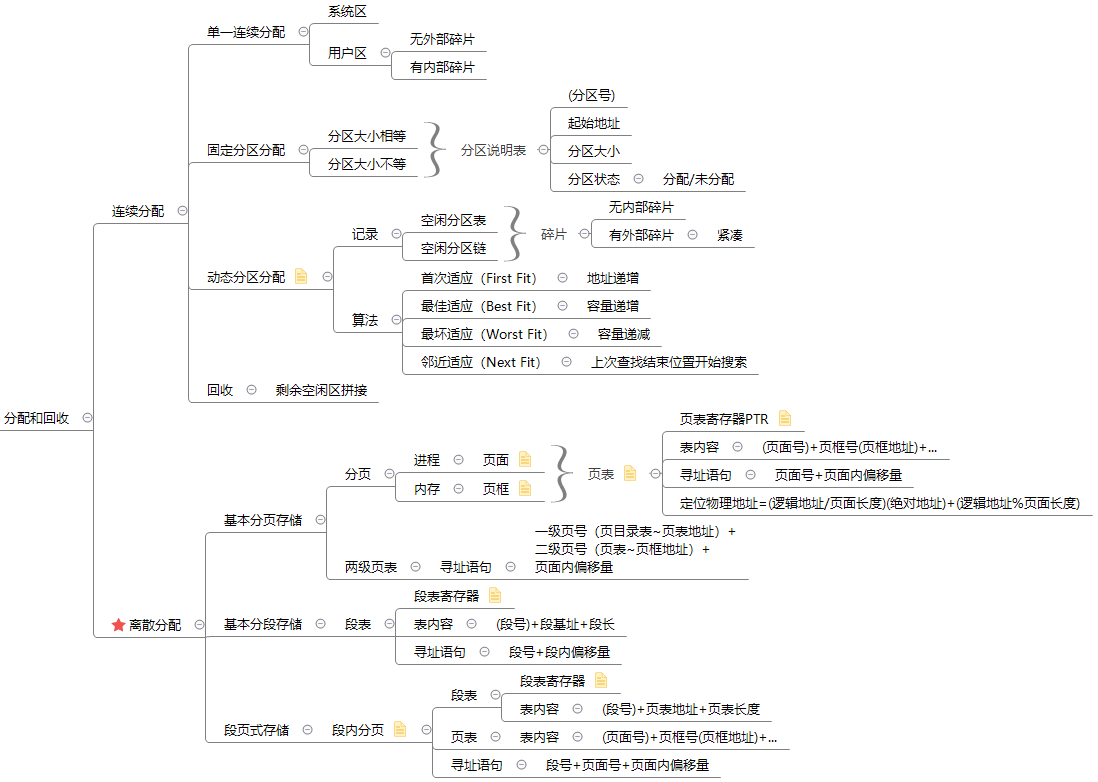 分配和回收
连续分配
单一连续分配
系统区
用户区
无外部碎片
有内部碎片
固定分区分配
分区大小相等
分区大小不等
分区说明表
(分区号)
起始地址
分区大小
分区状态
分配/未分配
动态分区分配
记录
空闲分区表
空闲分区链
碎片
无内部碎片
有外部碎片
紧凑
算法
首次适应（First Fit）
地址递增
最佳适应（Best Fit）
容量递增
最坏适应（Worst Fit）
容量递减
邻近适应（Next Fit）
上次查找结束位置开始搜索
回收
剩余空闲区拼接
离散分配
基本分页存储
分页
进程
页面
内存
页框
页表
页表寄存器PTR
表内容
(页面号)+页框号(页框地址)+...
寻址语句
页面号+页面内偏移量
定位物理地址=(逻辑地址/页面长度)(绝对地址)+(逻辑地址%页面长度)
两级页表
寻址语句
一级页号（页目录表~页表地址）+
二级页号（页表~页框地址）+
页面内偏移量
基本分段存储
段表
段表寄存器
表内容
(段号)+段基址+段长
寻址语句
段号+段内偏移量
段页式存储
段内分页
段表
段表寄存器
表内容
(段号)+页表地址+页表长度
页表
表内容
(页面号)+页框号(页框地址)+...
寻址语句
段号+页面号+页面内偏移量